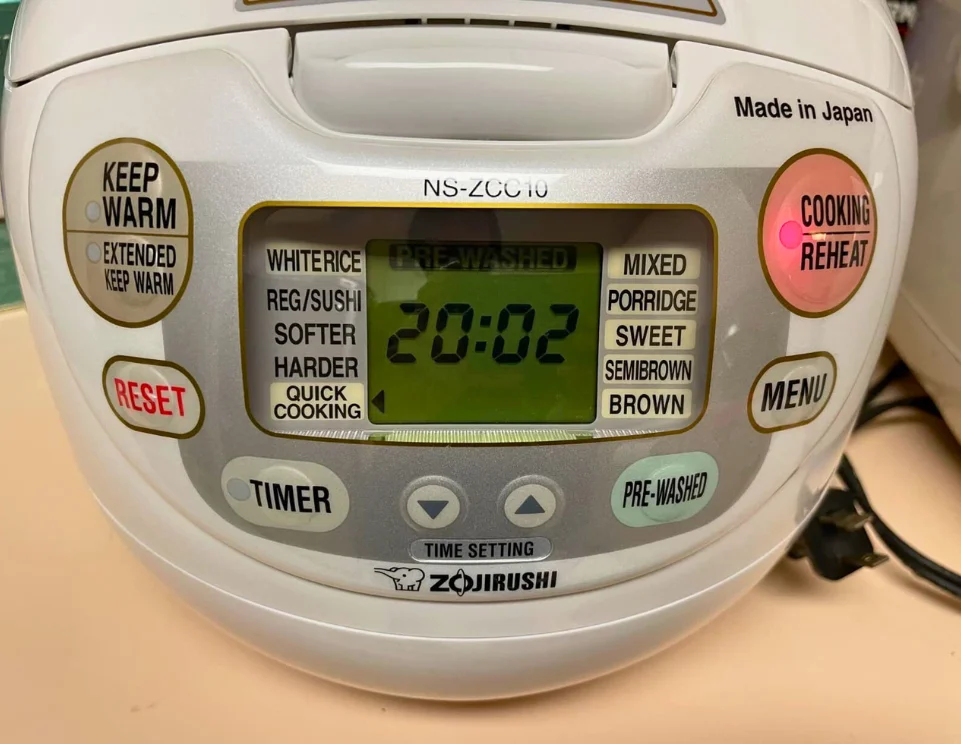 Made in Japan
NS-ZCC10
KEEP
WARM
EXTENDED
KEEP WARM
RESET
WHITE RICE
REG/SUSHI
SOFTER
HARDER
QUICK
COOKING
PRE-WASHED
20:02
MIXED
PORRIDGE
SWEET
SEMIBROWN
BROWN
COOKING
REHEAT
MENU
TIMER
PRE-WASHED
TIME SETTING
ZOJIRUSHI